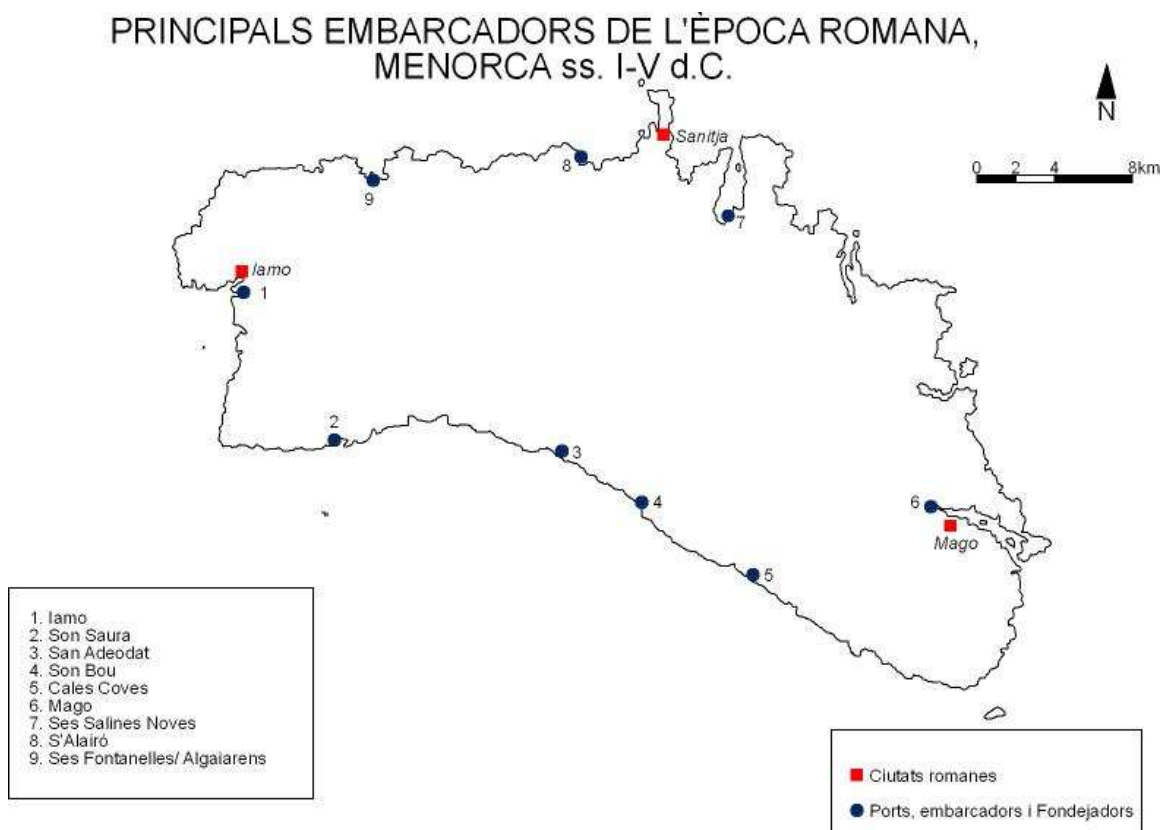 PRINCIPALS EMBARCADORS DE L'ÈPOCA ROMANA,
MENORCA ss. I-V d.C.
N
0 2 4 8km
Sanitja
8
9
7
Iamo
1
2
3
4
6
Mago
5
1. Iamo
2. Son Saura
3. San Adeodat
4. Son Bou
5. Cales Coves
6. Mago
7. Ses Salines Noves
8. S'Alairó
9. Ses Fontanelles/ Algaiarens
Ciutats romanes
Ports, embarcadors i Fondejadors